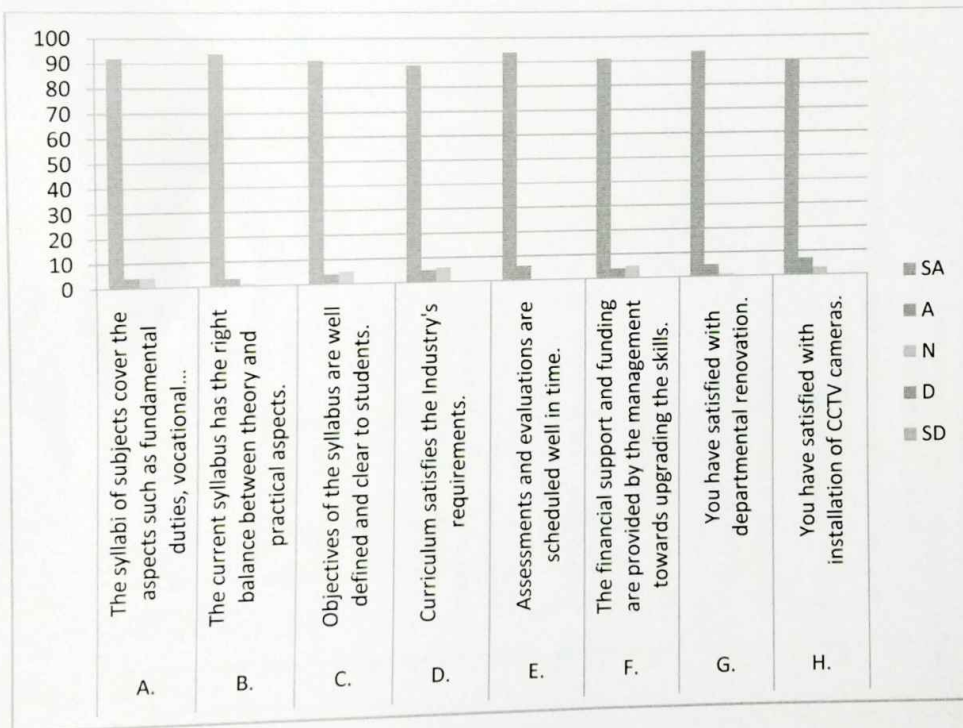 100
90
80
70
60
50
40
30
20
10
0
The syllabi of subjects cover the
aspects such as fundamental
duties, vocational...
The current syllabus has the right
balance between theory and
practical aspects.
Objectives of the syllabus are well
defined and clear to students.
Curriculum satisfies the Industry's
requirements.
Assessments and evaluations are
scheduled well in time.
The financial support and funding
are provided by the management
towards upgrading the skills.
You have satisfied with
departmental renovation.
You have satisfied with
installation of CCTV cameras.
A.
B.
C.
D.
E.
F.
G.
H.
SA
A
N
D
SD